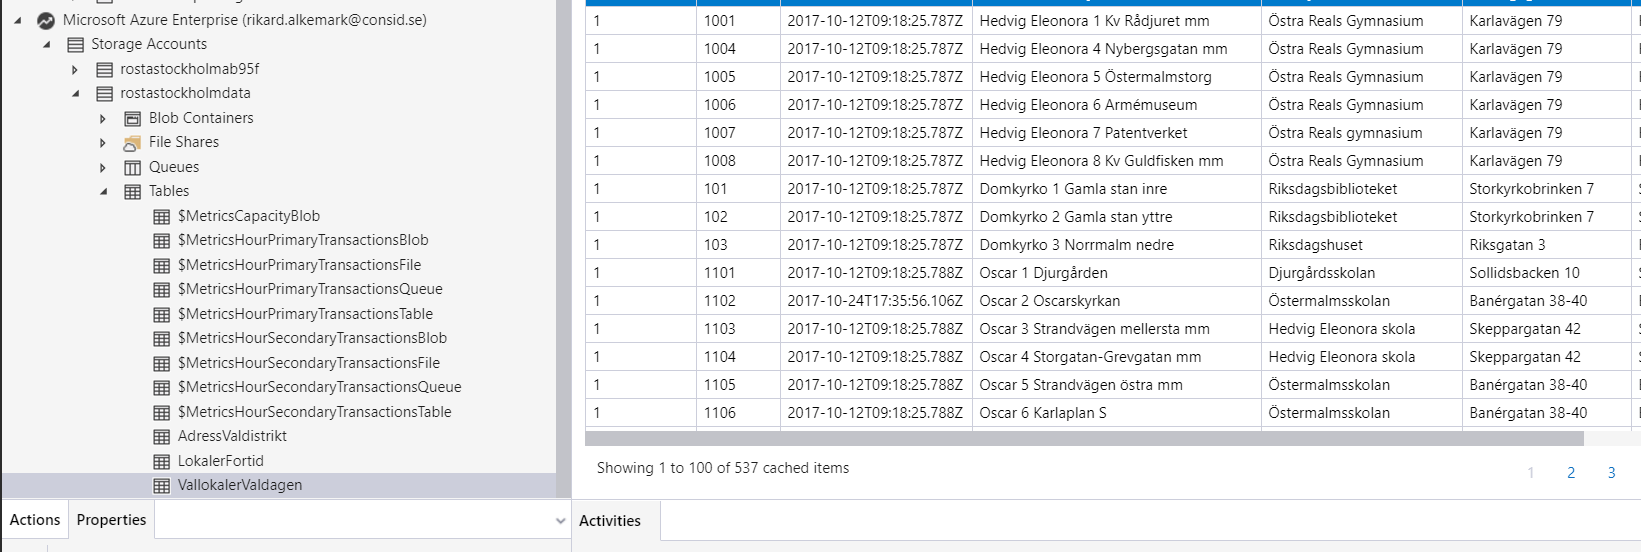 Microsoft Azure Enterprise (rikard.alkemark@consid.se)
Storage Accounts
rostastockholmab95f
rostastockholmdata
Blob Containers
File Shares
Queues
Tables
$MetricsCapacityBlob
$MetricsHourPrimaryTransactionsBlob
$MetricsHourPrimaryTransactionsFile
$MetricsHourPrimaryTransactionsQueue
$MetricsHourPrimaryTransactionsTable
$MetricsHourSecondaryTransactionsBlob
$MetricsHourSecondaryTransactionsFile
$MetricsHourSecondaryTransactionsQueue
$MetricsHourSecondaryTransactionsTable
AdressValdistrikt
LokalerFortid
VallokalerValdagen
Actions Properties
1 1001 2017-10-12T09:18:25.787Z Hedvig Eleonora 1 Kv Rådjuret mm Östra Reals Gymnasium Karlavägen 79
1 1004 2017-10-12T09:18:25.787Z Hedvig Eleonora 4 Nybergsgatan mm Östra Reals Gymnasium Karlavägen 79
1 1005 2017-10-12T09:18:25.787Z Hedvig Eleonora 5 Östermalmstorg Östra Reals Gymnasium Karlavägen 79
1 1006 2017-10-12T09:18:25.787Z Hedvig Eleonora 6 Armémuseum Östra Reals Gymnasium Karlavägen 79
1 1007 2017-10-12T09:18:25.787Z Hedvig Eleonora 7 Patentverket Östra Reals gymnasium Karlavägen 79
1 1008 2017-10-12T09:18:25.787Z Hedvig Eleonora 8 Kv Guldfisken mm Östra Reals Gymnasium Karlavägen 79
1 101 2017-10-12T09:18:25.787Z Domkyrko 1 Gamla stan inre Riksdagsbiblioteket Storkyrkobrinken 7
1 102 2017-10-12T09:18:25.787Z Domkyrko 2 Gamla stan yttre Riksdagsbiblioteket Storkyrkobrinken 7
1 103 2017-10-12T09:18:25.787Z Domkyrko 3 Norrmalm nedre Riksdagshuset Riksgatan 3
1 1101 2017-10-12T09:18:25.788Z Oscar 1 Djurgården Djurgårdsskolan Sollidsbacken 10
1 1102 2017-10-24T17:35:56.106Z Oscar 2 Oscarskyrkan Östermalmsskolan Banérgatan 38-40
1 1103 2017-10-12T09:18:25.788Z Oscar 3 Strandvägen mellersta mm Hedvig Eleonora skola Skeppargatan 42
1 1104 2017-10-12T09:18:25.788Z Oscar 4 Storgatan-Grevgatan mm Hedvig Eleonora skola Skeppargatan 42
1 1105 2017-10-12T09:18:25.788Z Oscar 5 Strandvägen östra mm Östermalmsskolan Banérgatan 38-40
1 1106 2017-10-12T09:18:25.788Z Oscar 6 Karlaplan S Östermalmsskolan Banérgatan 38-40
Showing 1 to 100 of 537 cached items 1 2 3
Activities